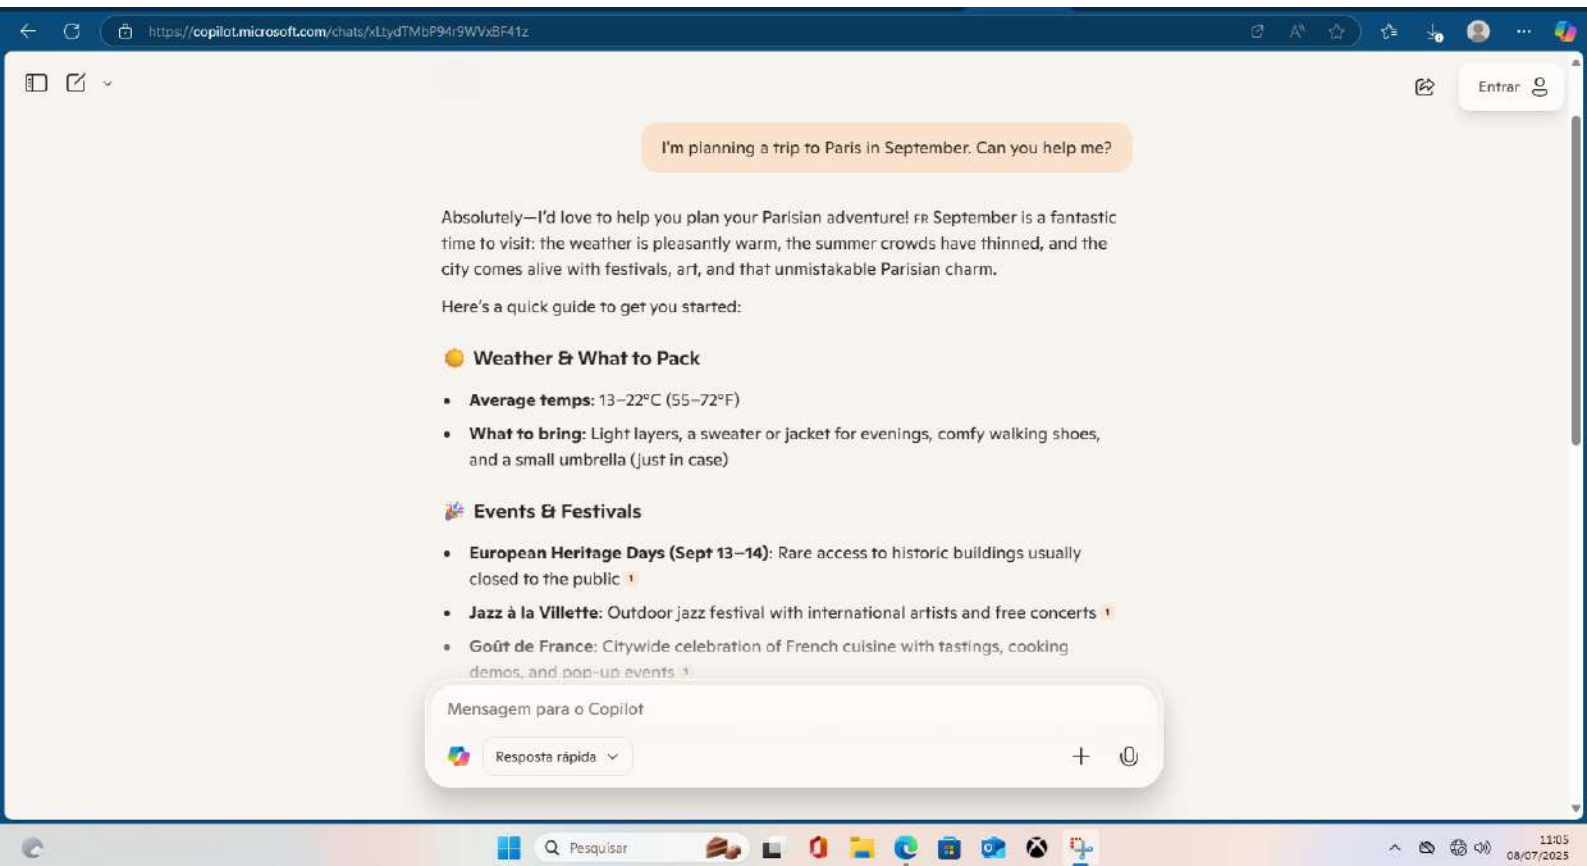 https://copilot.microsoft.com/chats/xLtydTMbP94r9WVxBF41z
Entrar
I'm planning a trip to Paris in September. Can you help me?
Absolutely—I'd love to help you plan your Parisian adventure! FR September is a fantastic
time to visit: the weather is pleasantly warm, the summer crowds have thinned, and the
city comes alive with festivals, art, and that unmistakable Parisian charm.
Here's a quick guide to get you started:
Weather & What to Pack
• Average temps: 13–22°C (55–72°F)
• What to bring: Light layers, a sweater or jacket for evenings, comfy walking shoes,
and a small umbrella (just in case)
Events & Festivals
• European Heritage Days (Sept 13–14): Rare access to historic buildings usually
closed to the public 1
• Jazz à la Villette: Outdoor jazz festival with international artists and free concerts 1
• Goût de France: Citywide celebration of French cuisine with tastings, cooking
demos, and pop-up events 1
Mensagem para o Copilot
Resposta rápida
Pesquisar
11:05
08/07/2025